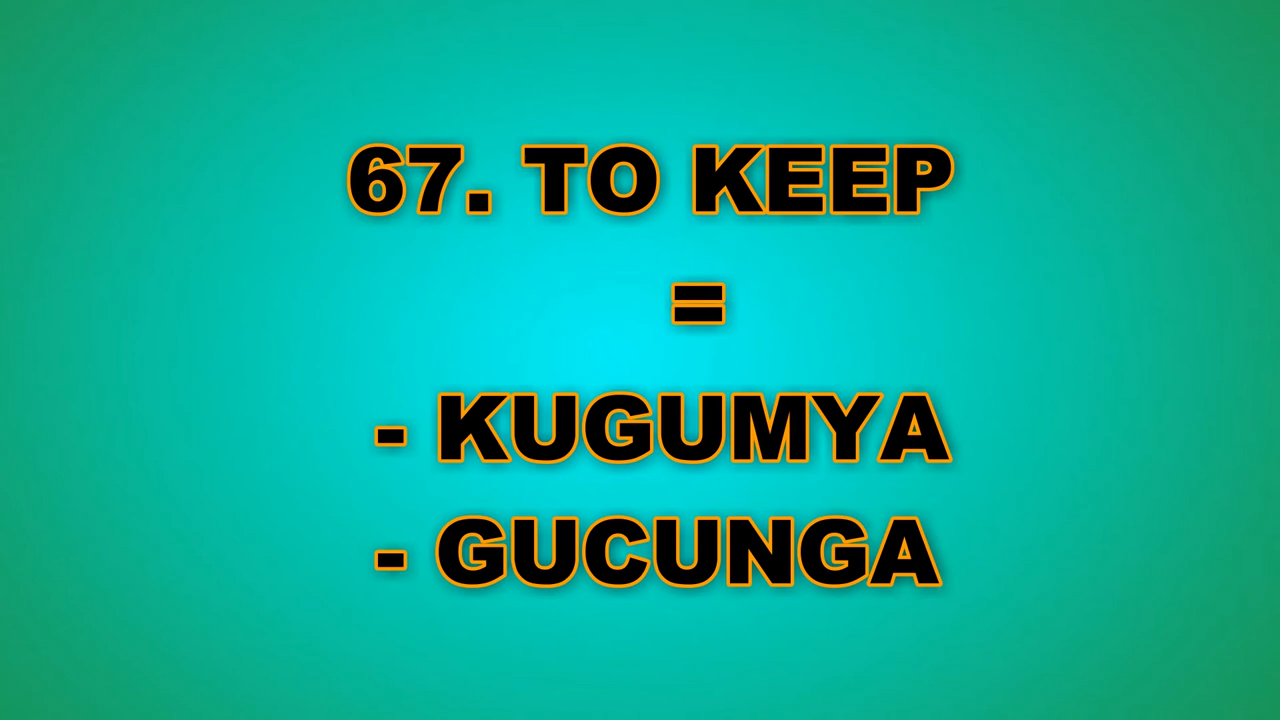 67. TO KEEP
=
- KUGUMYA
- GUCUNGA